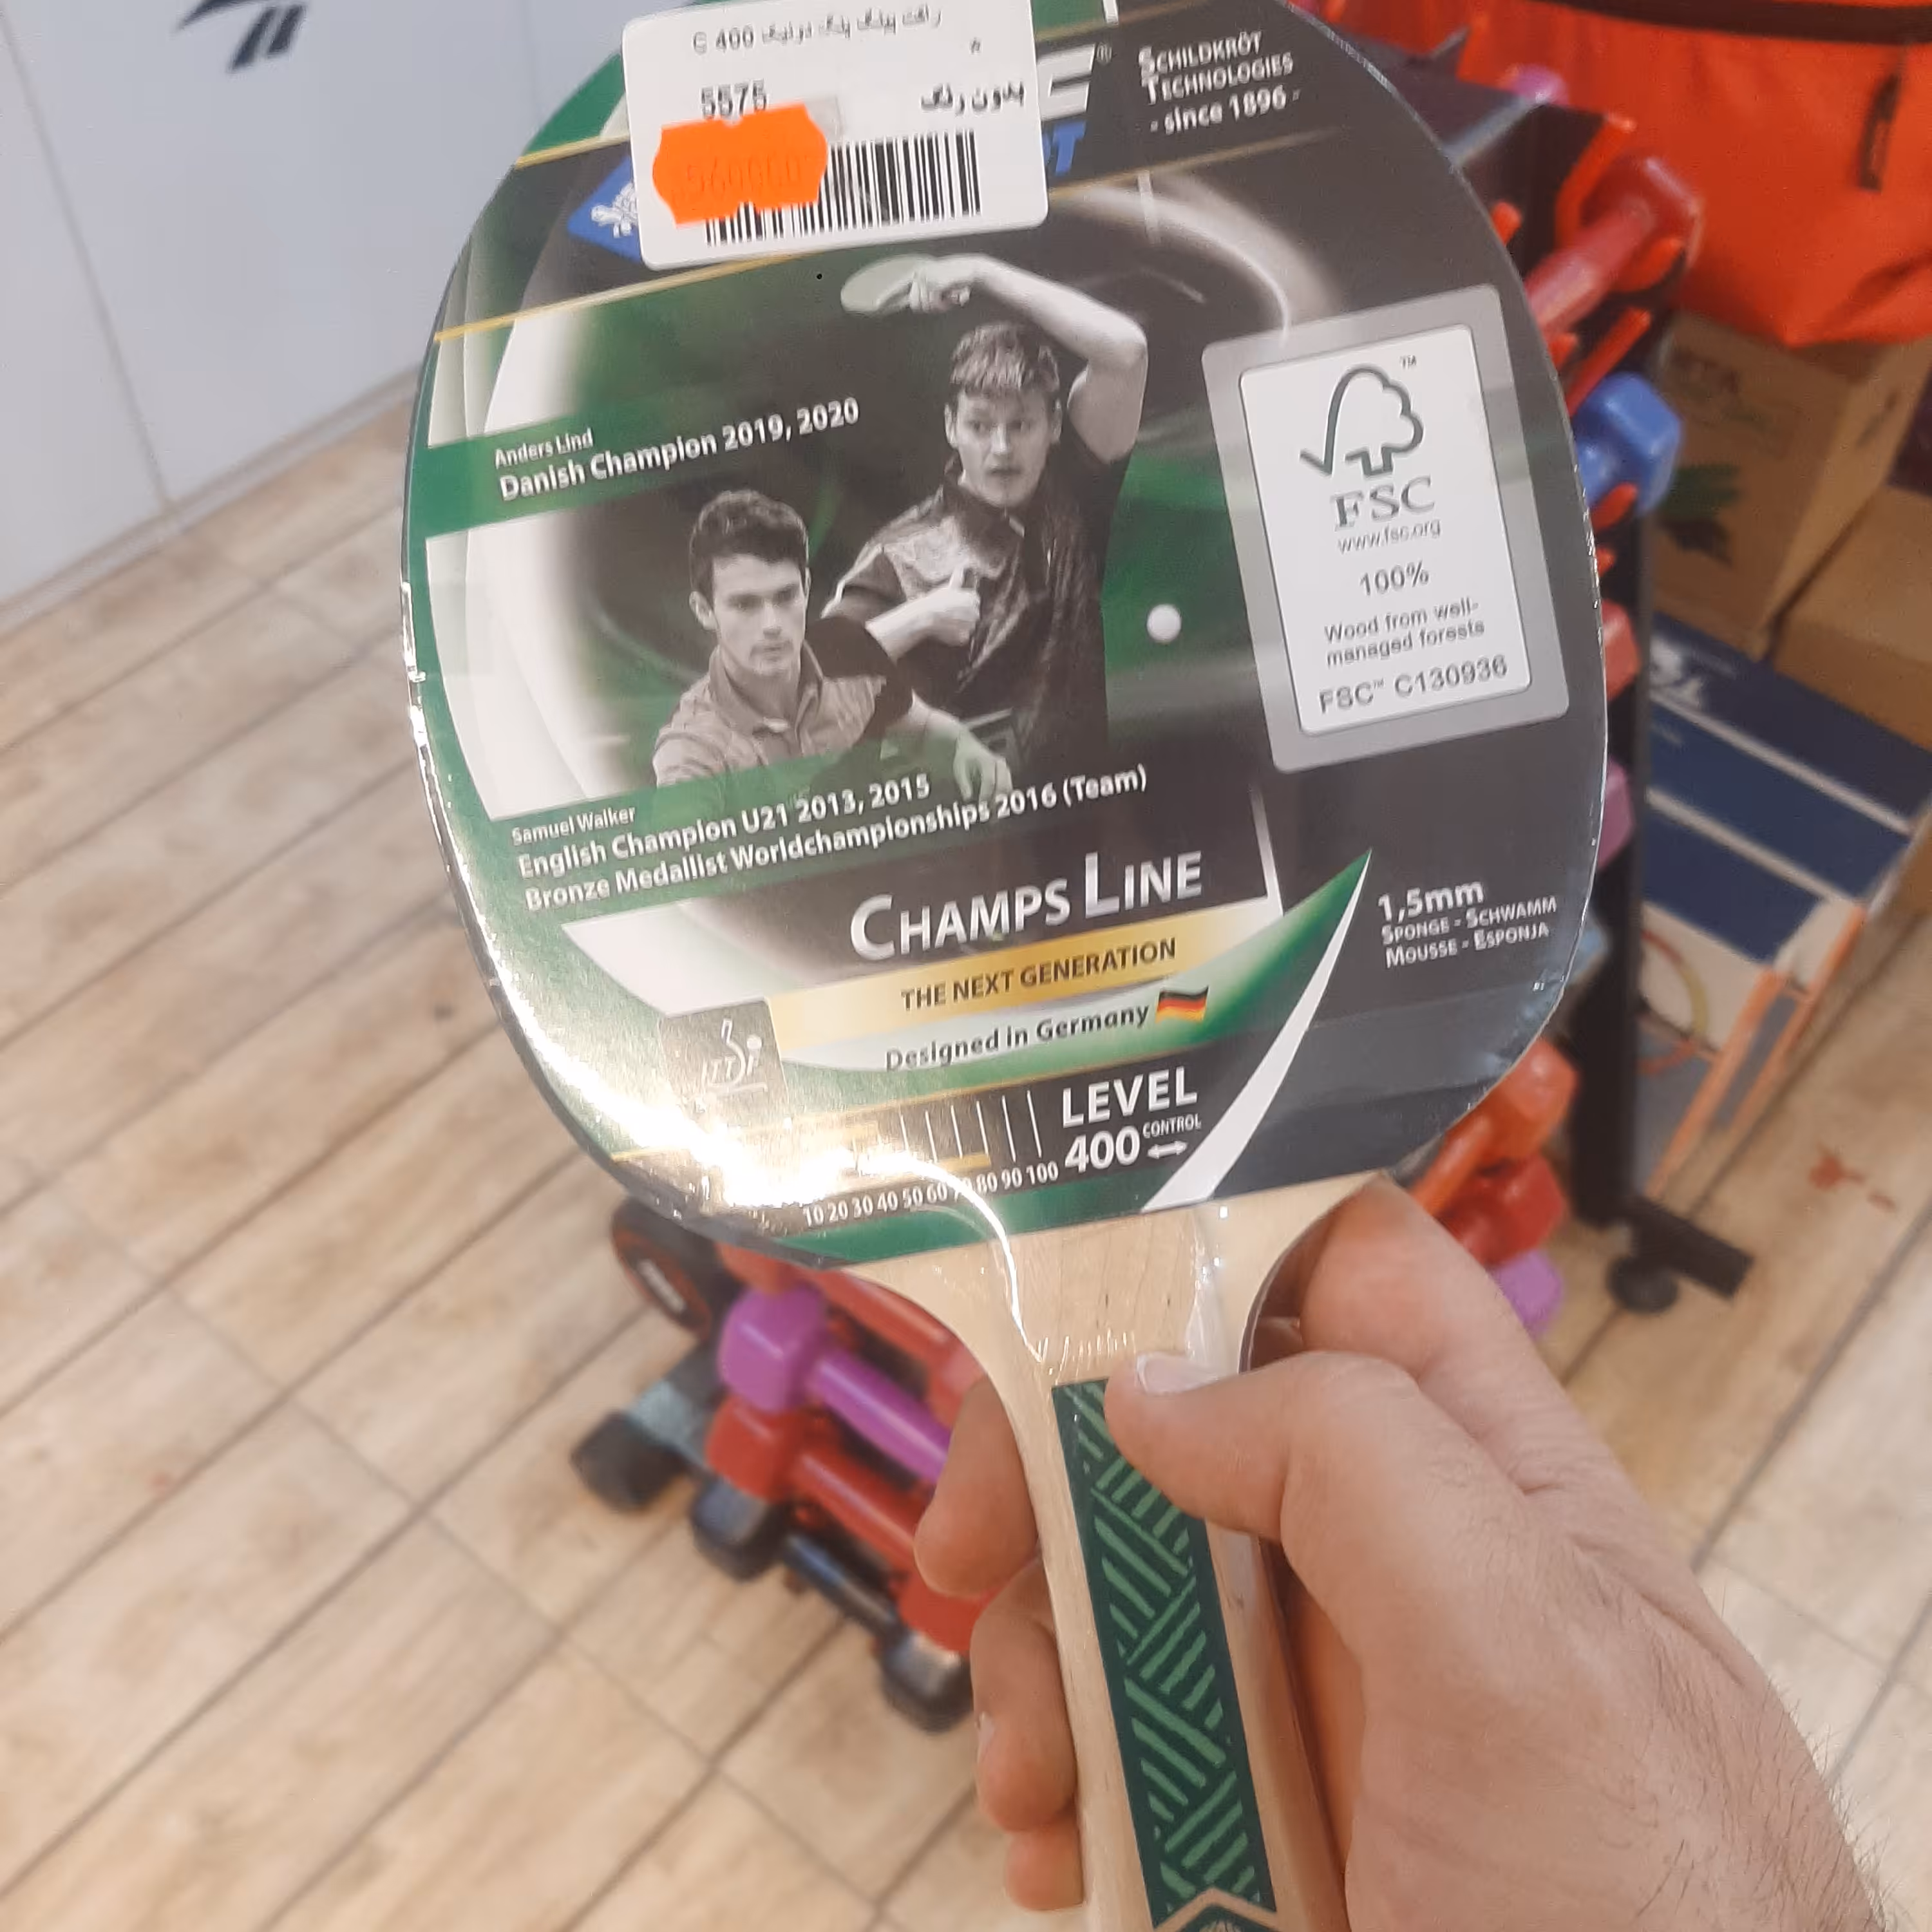 راکت پینگ پنگ دونیک 400 G
*
5575
بدون رنگ
SCHILDKRÖT
TECHNOLOGIES
- since 1896 -
Anders Lind
Danish Champion 2019, 2020
FSC
www.fsc.org
100%
Wood from well-
managed forests
FSC™ C130936
Samuel Walker
English Champion U21 2013, 2015
Bronze Medallist Worldchampionships 2016 (Team)
CHAMPS LINE
THE NEXT GENERATION
Designed in Germany
1,5mm
SPONGE - SCHWAMM
MOUSSE - ESPONJA
ITTF
LEVEL
400 CONTROL
10 20 30 40 50 60 70 80 90 100